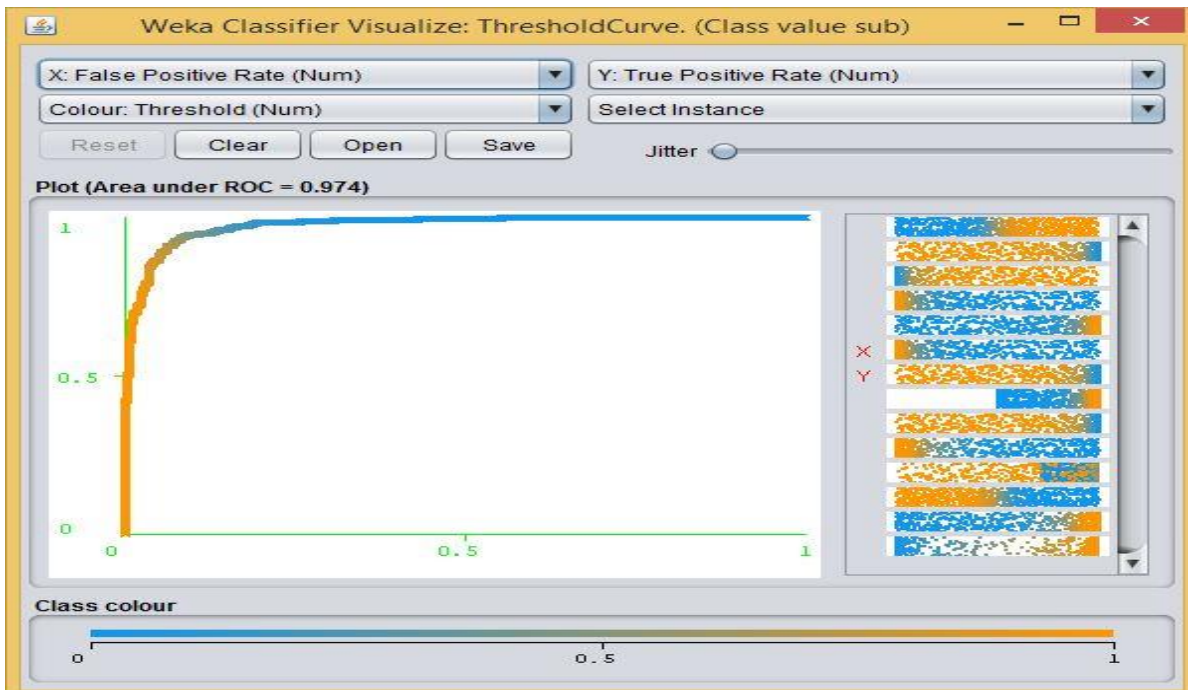 Weka Classifier Visualize: ThresholdCurve. (Class value sub)
X: False Positive Rate (Num)
Y: True Positive Rate (Num)
Colour: Threshold (Num)
Select Instance
Reset
Clear
Open
Save
Jitter
Plot (Area under ROC = 0.974)
1
0.5
0
0
0.5
1
X
Y
Class colour
0
0.5
1